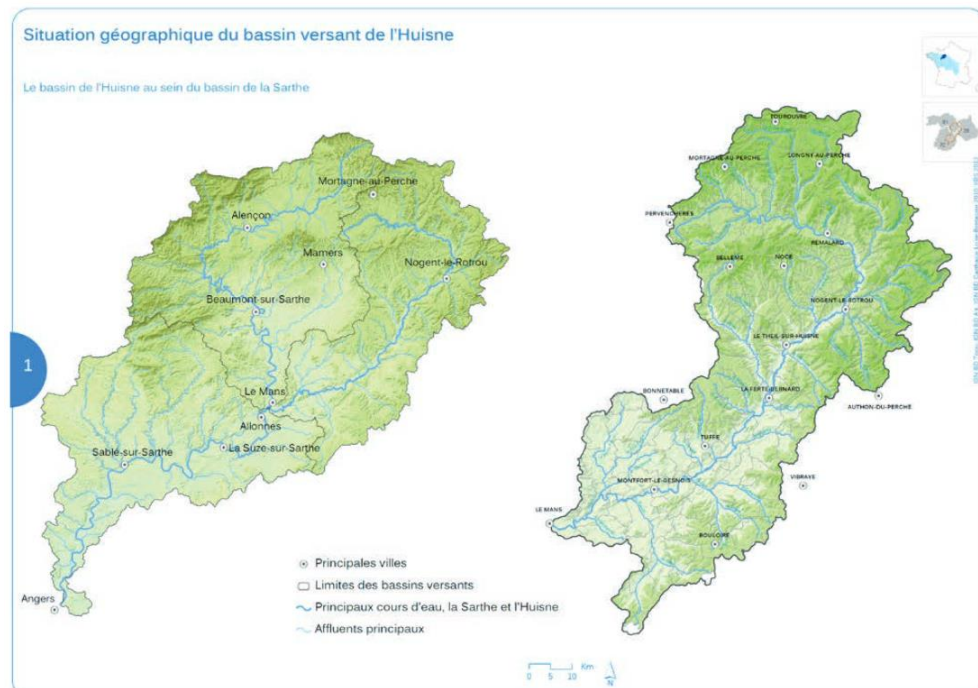 Situation géographique du bassin versant de l'Huisne
Le bassin de l'Huisne au sein du bassin de la Sarthe
Mortagne-au-Perche
Alençon
Mamers
Nogent-le-Rotrou
Beaumont-sur-Sarthe
1
Le Mans
Allonnes
La Suze-sur-Sarthe
Sablé-sur-Sarthe
Angers
TOUROUVRE
MORTAGNE-AU-PERCHE
LONGNY-AU-PERCHE
PERVENCHERES
REMALARD
BELLEME
NOCE
NOGENT-LE-ROTROU
LE THEIL-SUR-HUISNE
LA FERTE-BERNARD
BONNETABLE
AUTHON-DU-PERCHE
TUFFE
VIBRAYE
MONTFORT-LE-GESNOIS
LE MANS
BOULOIRE
Principales villes
Limites des bassins versants
Principaux cours d'eau, la Sarthe et l'Huisne
Affluents principaux
0 5 10 Km
N